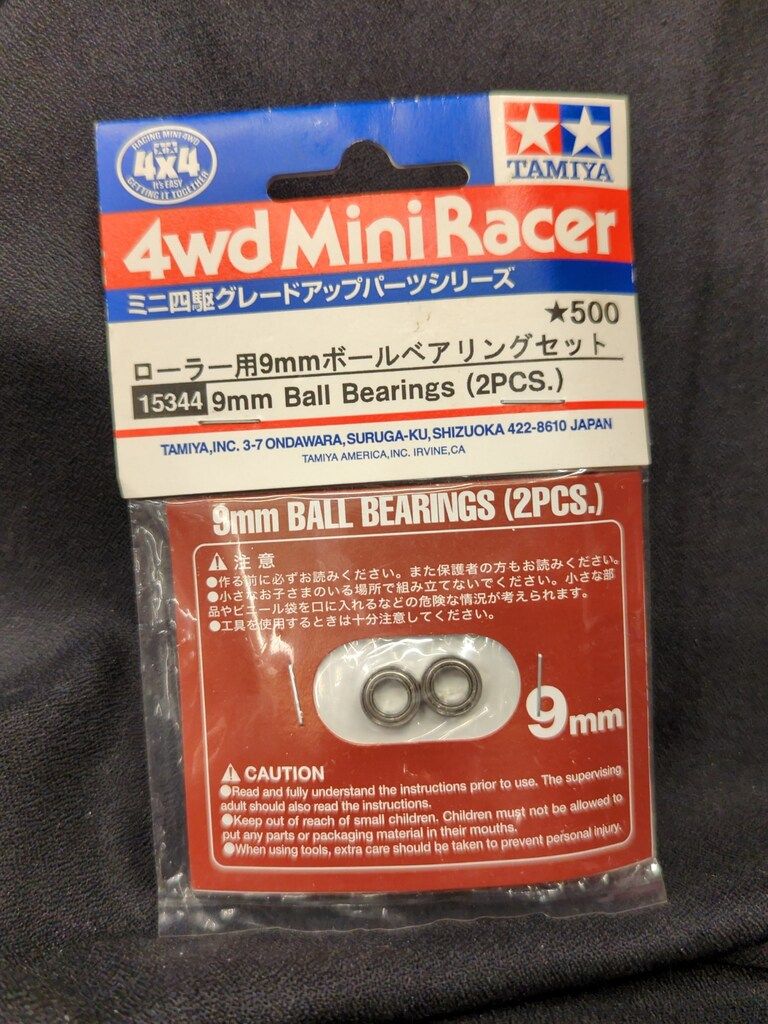 RACING MINI 4WD
4x4
It's EASY
GETTING IT TOGETHER
TAMIYA
4wd Mini Racer
ミニ四駆グレードアップパーツシリーズ
★500
ローラー用9mmボールベアリングセット
15344 9mm Ball Bearings (2PCS.)
TAMIYA,INC. 3-7 ONDAWARA, SURUGA-KU, SHIZUOKA 422-8610 JAPAN
TAMIYA AMERICA,INC. IRVINE,CA
9mm BALL BEARINGS (2PCS.)
注意
●作る前に必ずお読みください。また保護者の方もお読みください。
●小さなお子さまのいる場所で組み立てないでください。小さな部
品やビニール袋を口に入れるなどの危険な情況が考えられます。
●工具を使用するときは十分注意してください。
9mm
CAUTION
●Read and fully understand the instructions prior to use. The supervising
adult should also read the instructions.
●Keep out of reach of small children. Children must not be allowed to
put any parts or packaging material in their mouths.
●When using tools, extra care should be taken to prevent personal injury.